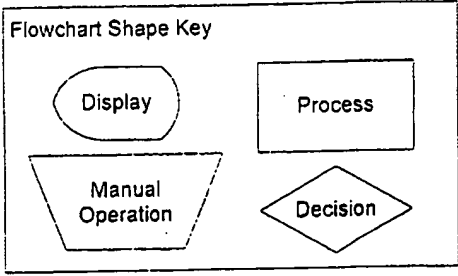 Flowchart Shape Key
Display
Process
Manual
Operation
Decision